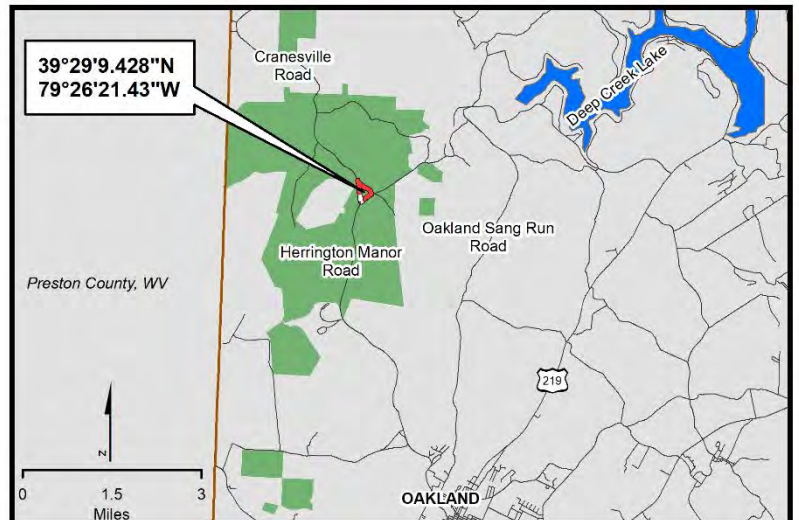 39°29'9.428"N
79°26'21.43"W
Cranesville
Road
Deep Creek Lake
Oakland Sang Run
Road
Herrington Manor
Road
Preston County, WV
219
N
0 1.5 3
Miles
OAKLAND